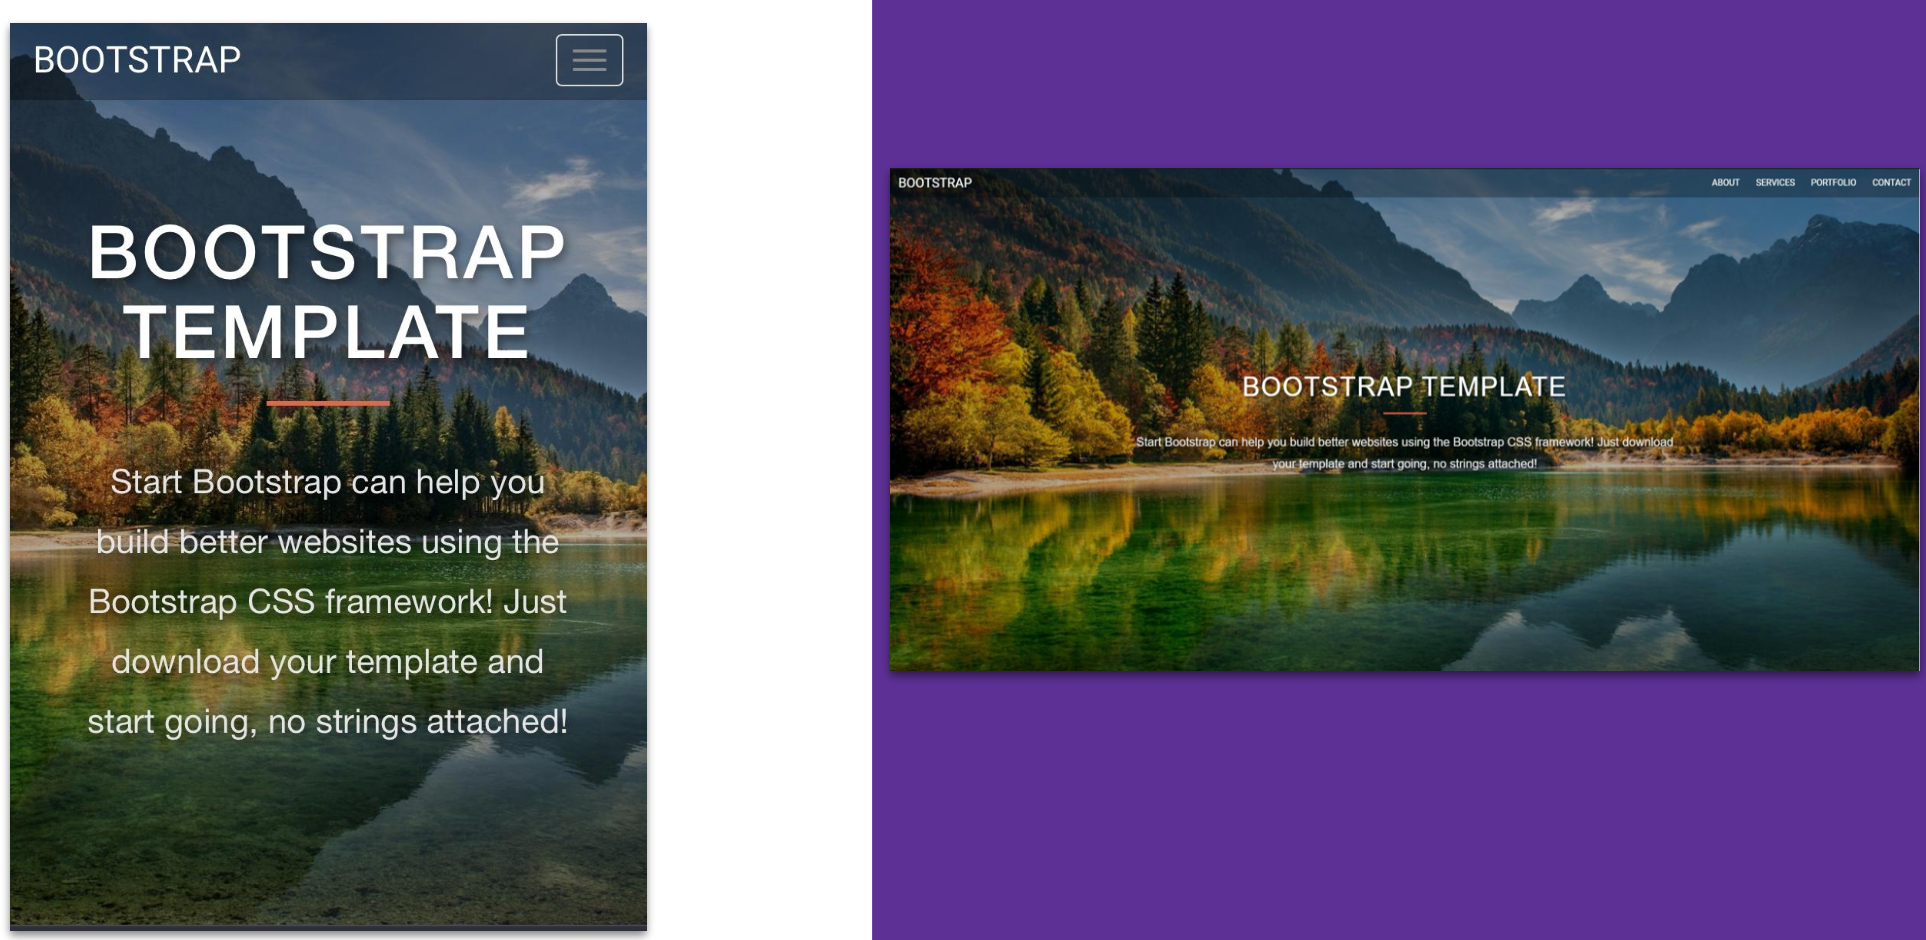 BOOTSTRAP
BOOTSTRAP
TEMPLATE
Start Bootstrap can help you
build better websites using the
Bootstrap CSS framework! Just
download your template and
start going, no strings attached!
BOOTSTRAP ABOUT SERVICES PORTFOLIO CONTACT
BOOTSTRAP TEMPLATE
Start Bootstrap can help you build better websites using the Bootstrap CSS framework! Just download
your template and start going, no strings attached!